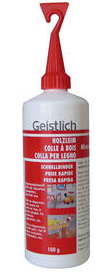 Geistlich
HOLZLEIM
COLLE À BOIS
COLLA PER LEGNO
SCHNELLBINDER
PRISE RAPIDE
PRESA RAPIDA
100 g